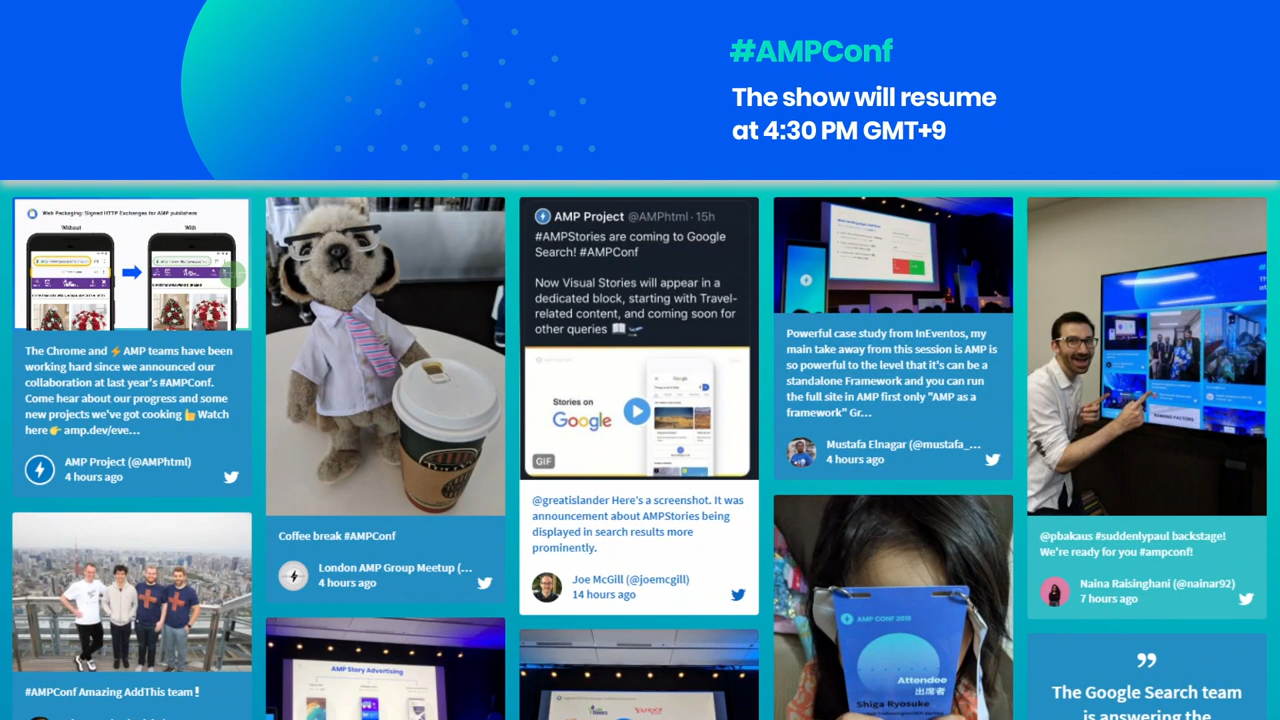 #AMPConf
The show will resume
at 4:30 PM GMT+9
Web Packaging: Signed HTTP Exchanges for AMP publishers
Without
With
The Chrome and ⚡ AMP teams have been
working hard since we announced our
collaboration at last year's #AMPConf.
Come hear about our progress and some
new projects we've got cooking 👍 Watch
here 👉 amp.dev/eve...
AMP Project (@AMPhtml)
4 hours ago
#AMPConf Amazing AddThis team !
Coffee break #AMPConf
London AMP Group Meetup (...
4 hours ago
AMP Story Advertising
AMP Project @AMPhtml · 15h
#AMPStories are coming to Google
Search! #AMPConf
Now Visual Stories will appear in a
dedicated block, starting with Travel-
related content, and coming soon for
other queries 📖 🛫
Stories on
Google
Google
GIF
@greatislander Here's a screenshot. It was
announcement about AMPStories being
displayed in search results more
prominently.
Joe McGill (@joemcgill)
14 hours ago
YAHOO!
Powerful case study from InEventos, my
main take away from this session is AMP is
so powerful to the level that it's can be a
standalone Framework and you can run
the full site in AMP first only "AMP as a
framework" Gr...
Mustafa Elnagar (@mustafa_...
4 hours ago
AMP CONF 2019
Attendee
出席者
Shiga Ryosuke
RANKING FACTORS
@pbakaus #suddenlypaul backstage!
We're ready for you #ampconf!
Naina Raisinghani (@nainar92)
7 hours ago
”
The Google Search team
is answering the